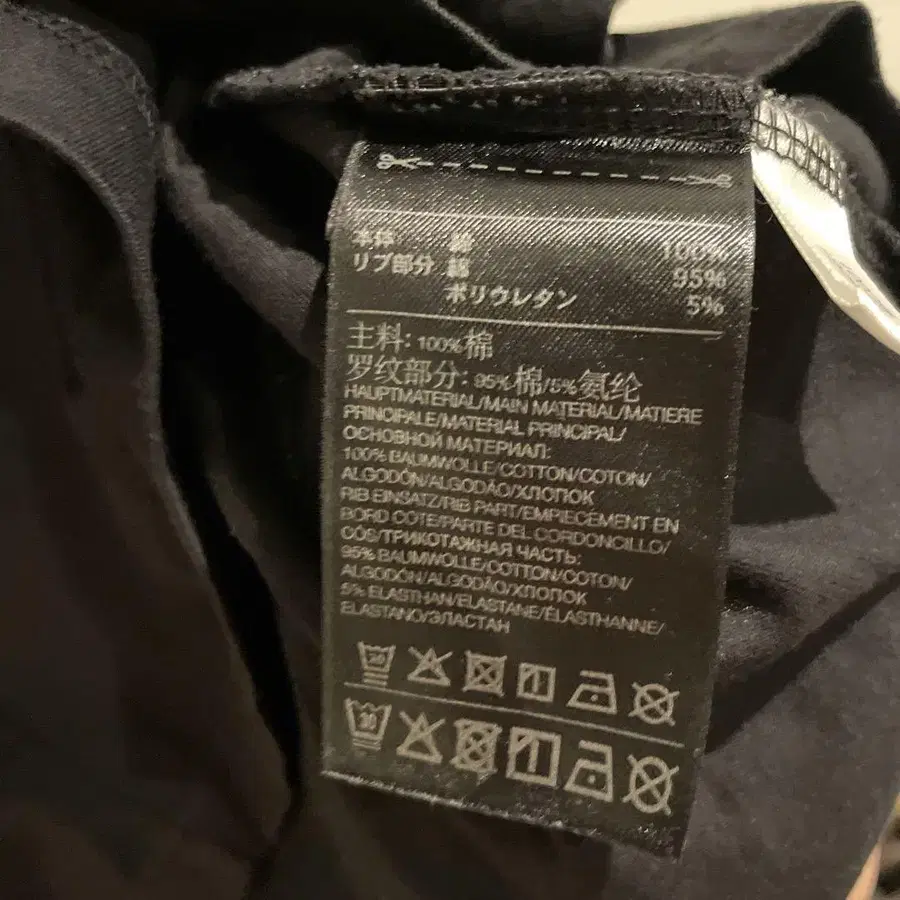 本体 綿 100%
リブ部分 綿 95%
ポリウレタン 5%
主料: 100%棉
罗纹部分: 95%棉/5%氨纶
HAUPTMATERIAL/MAIN MATERIAL/MATIERE
PRINCIPALE/MATERIAL PRINCIPAL/
ОСНОВНОЙ МАТЕРИАЛ:
100% BAUMWOLLE/COTTON/COTON/
ALGODÓN/ALGODÃO/ХЛОПОК
RIB EINSATZ/RIB PART/EMPIECEMENT EN
BORD COTE/PARTE DEL CORDONCILLO/
CÓS/ТРИКОТАЖНАЯ ЧАСТЬ:
95% BAUMWOLLE/COTTON/COTON/
ALGODÓN/ALGODÃO/ХЛОПОК
5% ELASTHAN/ELASTANE/ÉLASTHANNE/
ELASTANO/ЭЛАСТАН
30
30